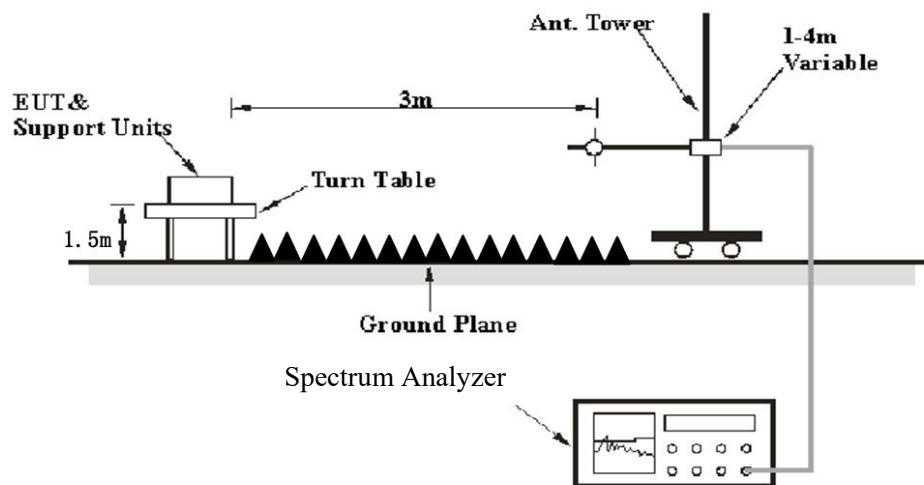 Ant. Tower
1-4m
Variable
EUT&
Support Units
3m
Turn Table
1.5m
Ground Plane
Spectrum Analyzer